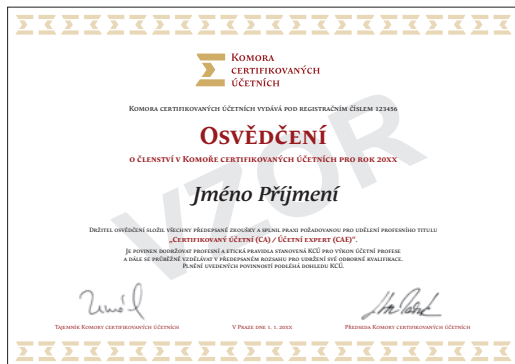 Komora
certifikovaných
účetních
Komora certifikovaných účetních vydává pod registračním číslem 123456
Osvědčení
o členství v Komoře certifikovaných účetních pro rok 20XX
VZOR
Jméno Příjmení
Držitel osvědčení složil všechny předepsané zkoušky a splnil praxi požadovanou pro udělení profesního titulu
„Certifikovaný účetní (CA) / Účetní expert (CAE)“.
Je povinen dodržovat profesní a etická pravidla stanovená KCÚ pro výkon účetní profese
a dále se průběžně vzdělávat v předepsaném rozsahu pro udržení své odborné kvalifikace.
Plnění uvedených povinností podléhá dohledu KCÚ.
Tajemník Komory certifikovaných účetních V Praze dne 1. 1. 20XX Předseda Komory certifikovaných účetních